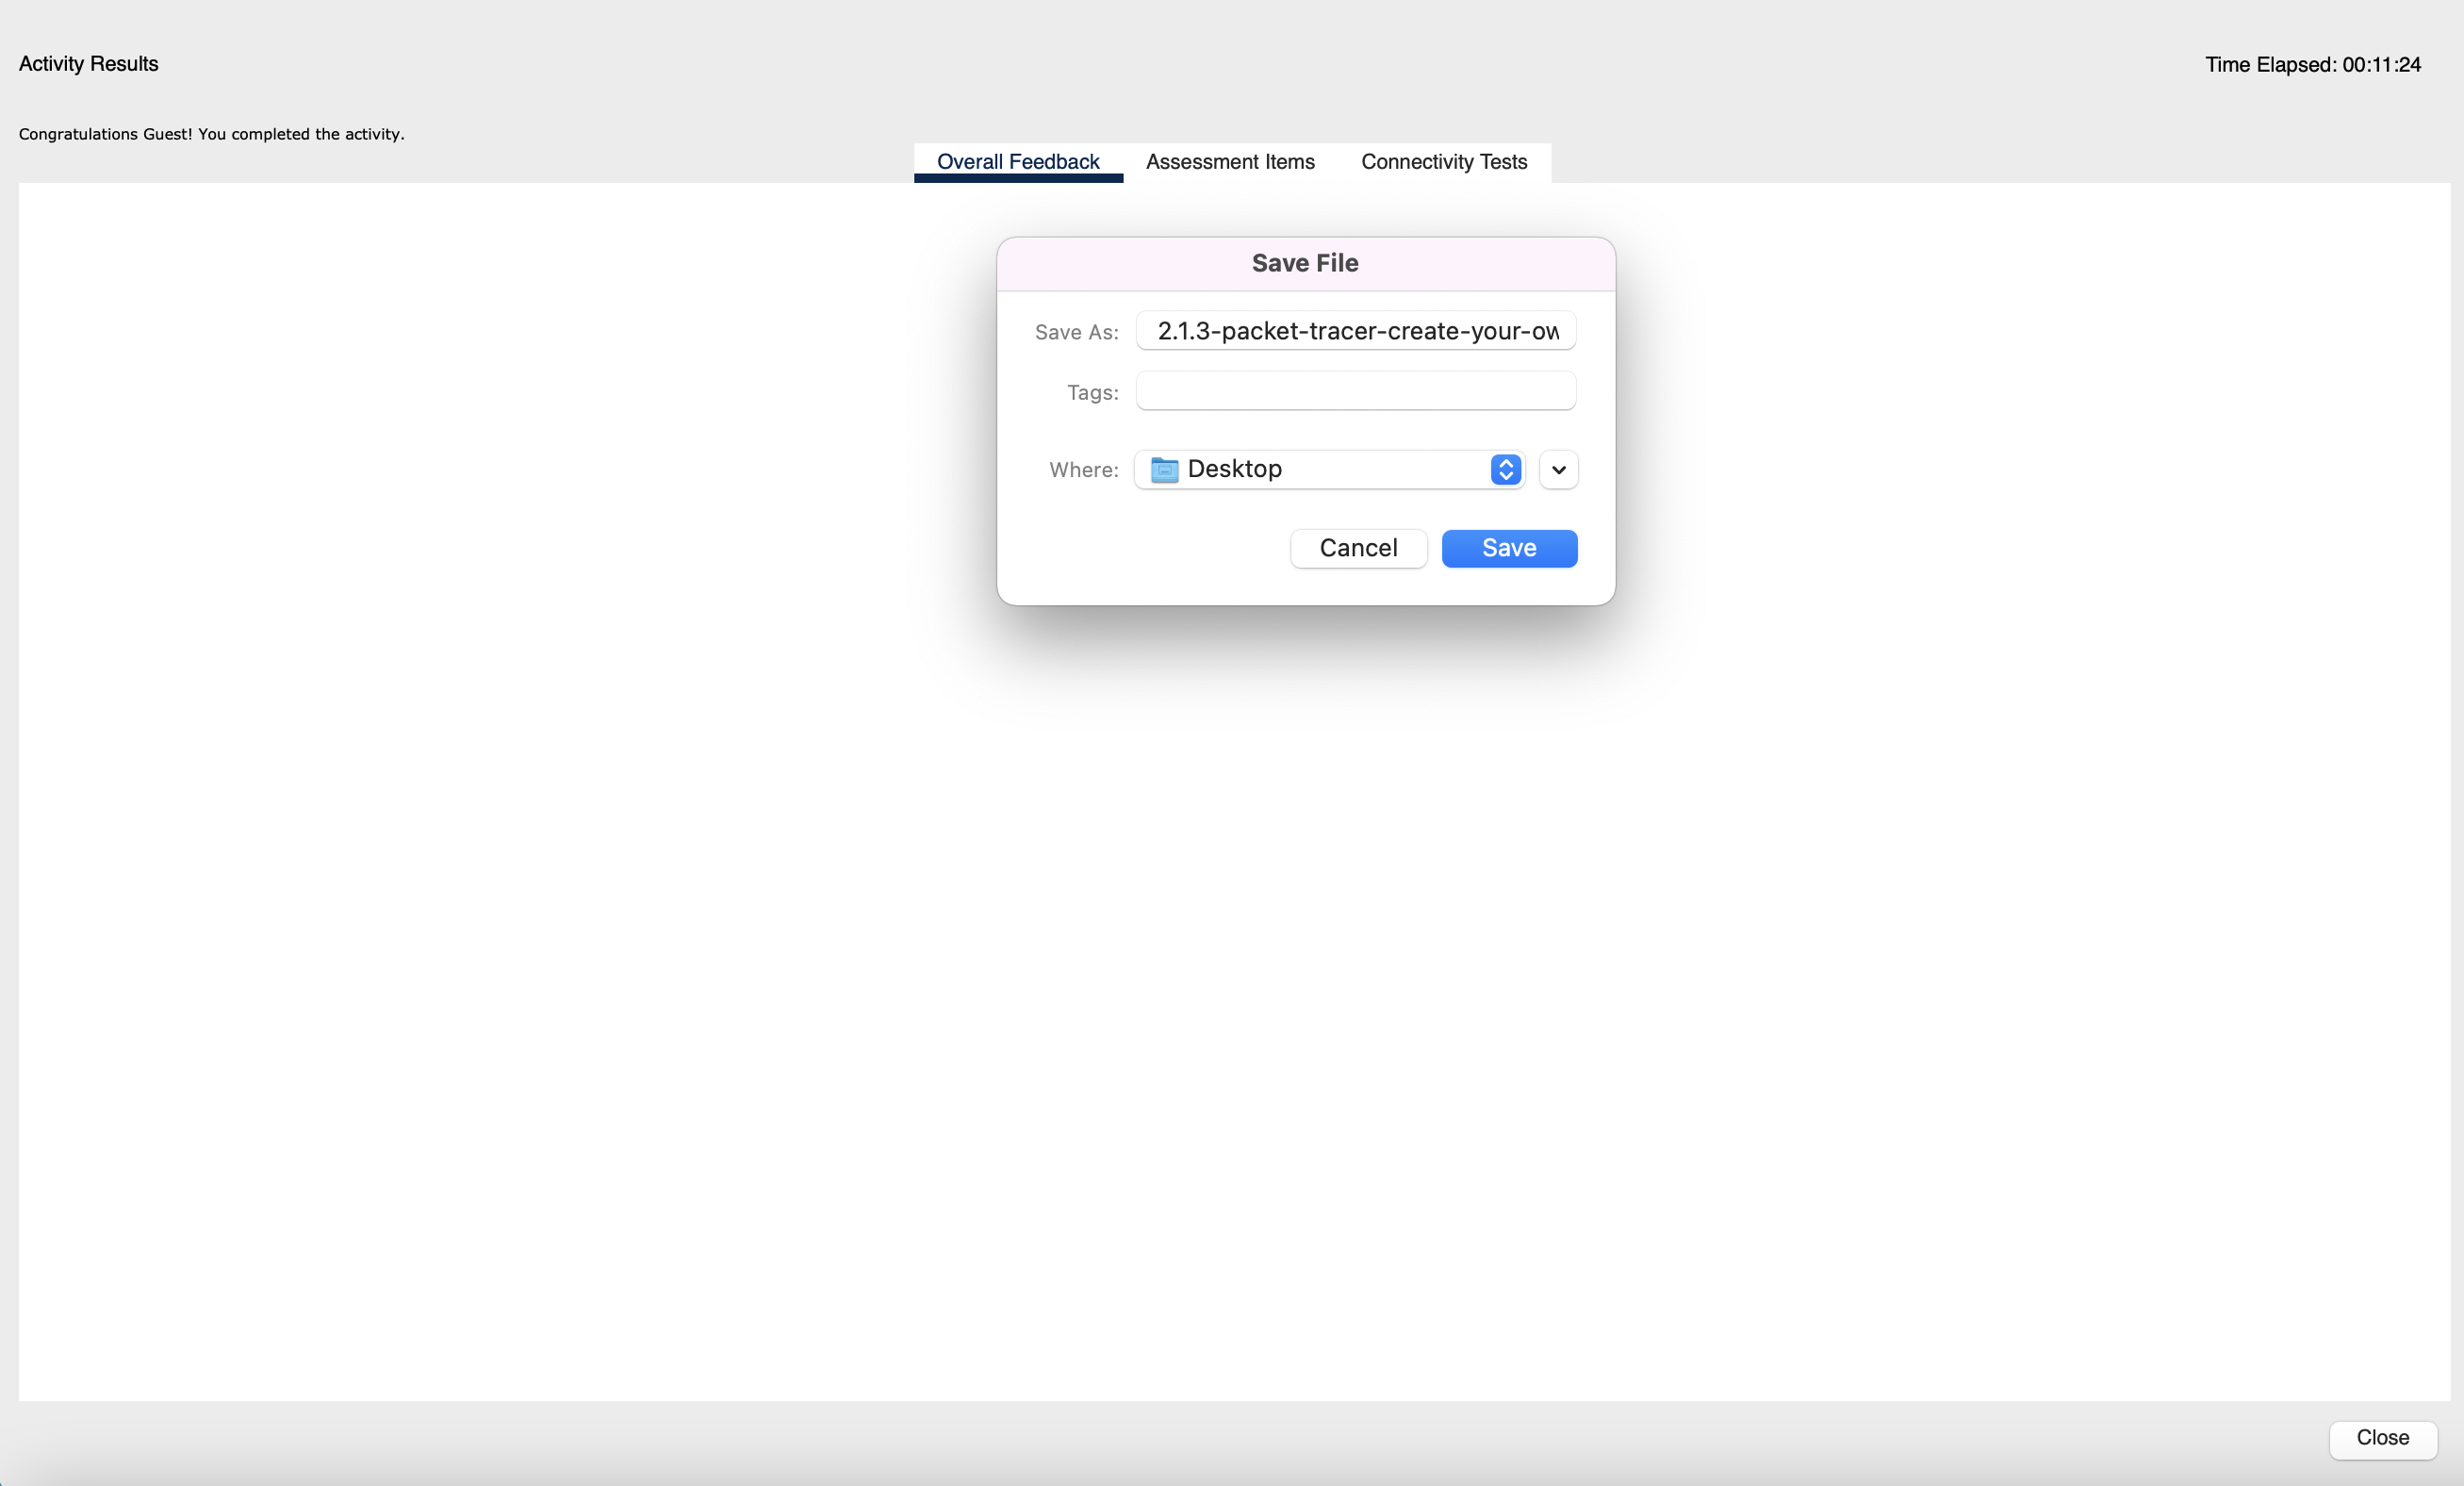 Activity Results
Time Elapsed: 00:11:24
Congratulations Guest! You completed the activity.
Overall Feedback
Assessment Items
Connectivity Tests
Save File
Save As: 2.1.3-packet-tracer-create-your-ow
Tags:
Where: Desktop
Cancel
Save
Close